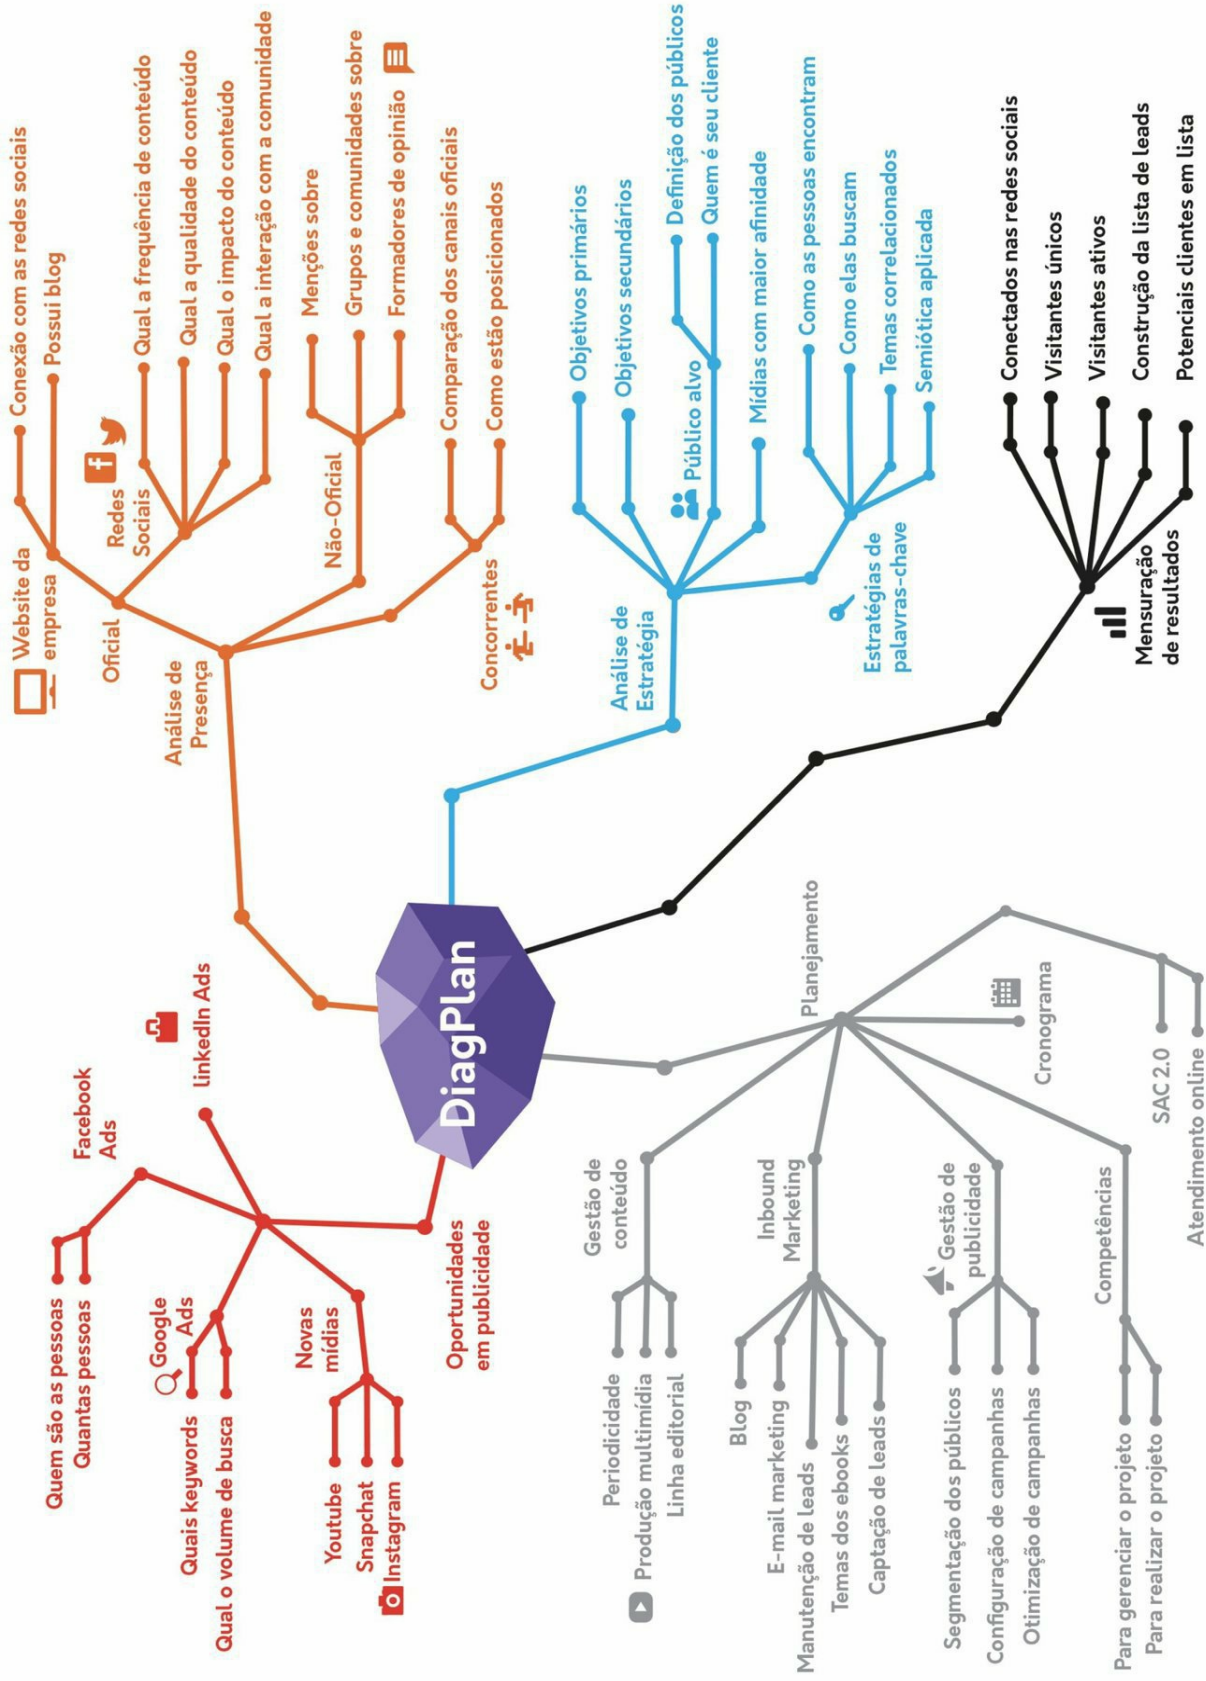 DiagPlan
Oportunidades
em publicidade
linkedIn Ads
Facebook
Ads
Quem são as pessoas
Quantas pessoas
Google
Ads
Quais keywords
Qual o volume de busca
Novas
mídias
Youtube
Snapchat
Instagram
Análise de
Presença
Oficial
Website da
empresa
Conexão com as redes sociais
Possui blog
Redes
Sociais
Qual a frequência de conteúdo
Qual a qualidade do conteúdo
Qual o impacto do conteúdo
Qual a interação com a comunidade
Não-Oficial
Menções sobre
Grupos e comunidades sobre
Formadores de opinião
Concorrentes
Comparação dos canais oficiais
Como estão posicionados
Análise de
Estratégia
Objetivos primários
Objetivos secundários
Público alvo
Definição dos públicos
Quem é seu cliente
Mídias com maior afinidade
Estratégias de
palavras-chave
Como as pessoas encontram
Como elas buscam
Temas correlacionados
Semiótica aplicada
Mensuração
de resultados
Conectados nas redes sociais
Visitantes únicos
Visitantes ativos
Construção da lista de leads
Potenciais clientes em lista
Planejamento
Gestão de
conteúdo
Periodicidade
Produção multimídia
Linha editorial
Inbound
Marketing
Blog
E-mail marketing
Manutenção de leads
Temas dos ebooks
Captação de leads
Gestão de
publicidade
Segmentação dos públicos
Configuração de campanhas
Otimização de campanhas
Competências
Para gerenciar o projeto
Para realizar o projeto
Cronograma
SAC 2.0
Atendimento online